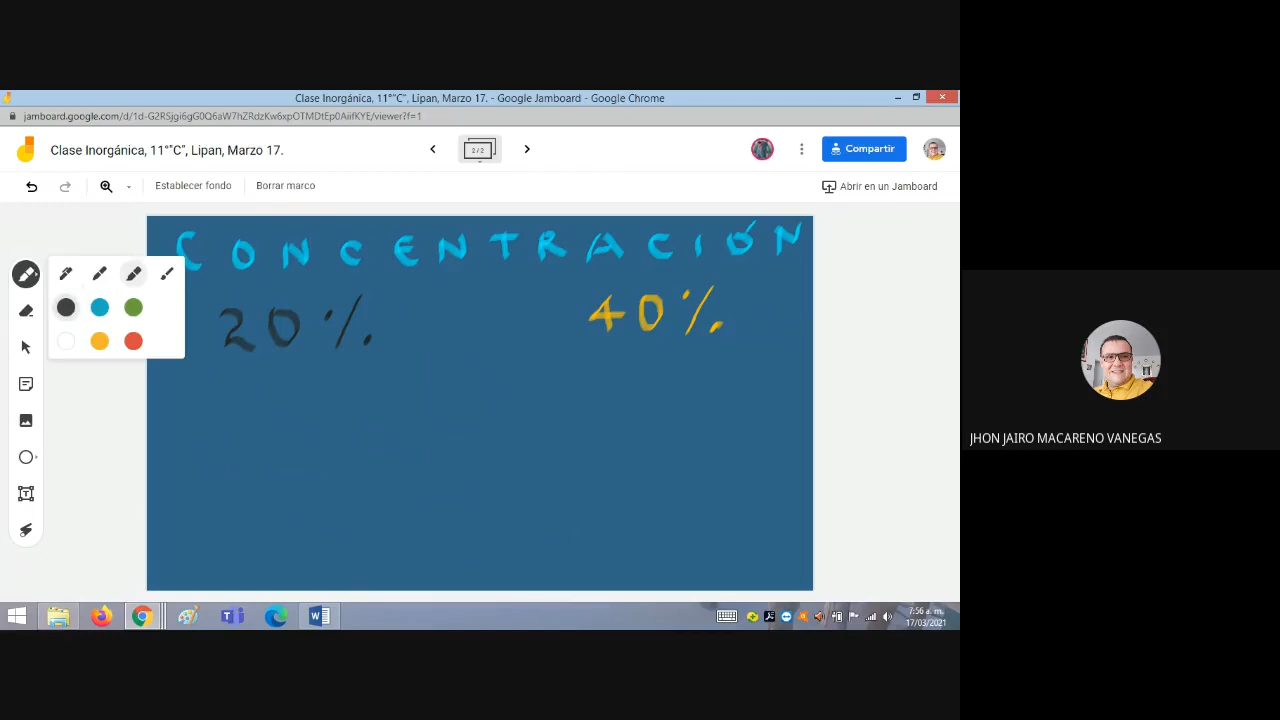 Clase Inorgánica, 11°"C", Lipan, Marzo 17. - Google Jamboard - Google Chrome
jamboard.google.com/d/1d-G2RSjgi6gG0Q6aW7hZRdzKw6xpOTMDtEp0AiifKYE/viewer?f=1
Clase Inorgánica, 11°"C", Lipan, Marzo 17.
2 / 2
Compartir
Establecer fondo
Borrar marco
Abrir en un Jamboard
CONCENTRACIÓN
20% 40%
JHON JAIRO MACARENO VANEGAS
7:56 a. m.
17/03/2021